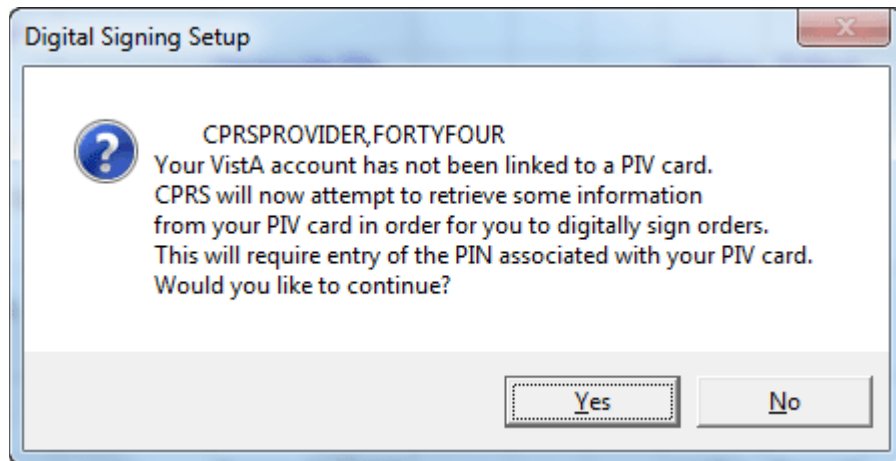 Digital Signing Setup
CPRSPROVIDER,FORTYFOUR
Your VistA account has not been linked to a PIV card.
CPRS will now attempt to retrieve some information
from your PIV card in order for you to digitally sign orders.
This will require entry of the PIN associated with your PIV card.
Would you like to continue?
Yes No